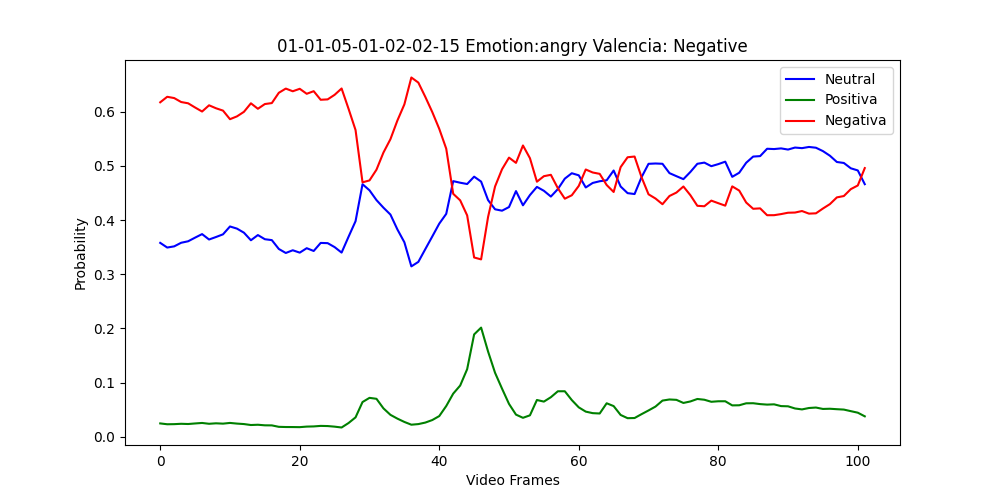 01-01-05-01-02-02-15 Emotion:angry Valencia: Negative
Neutral
Positiva
Negativa
Probability
0.6
0.5
0.4
0.3
0.2
0.1
0.0
0 20 40 60 80 100
Video Frames